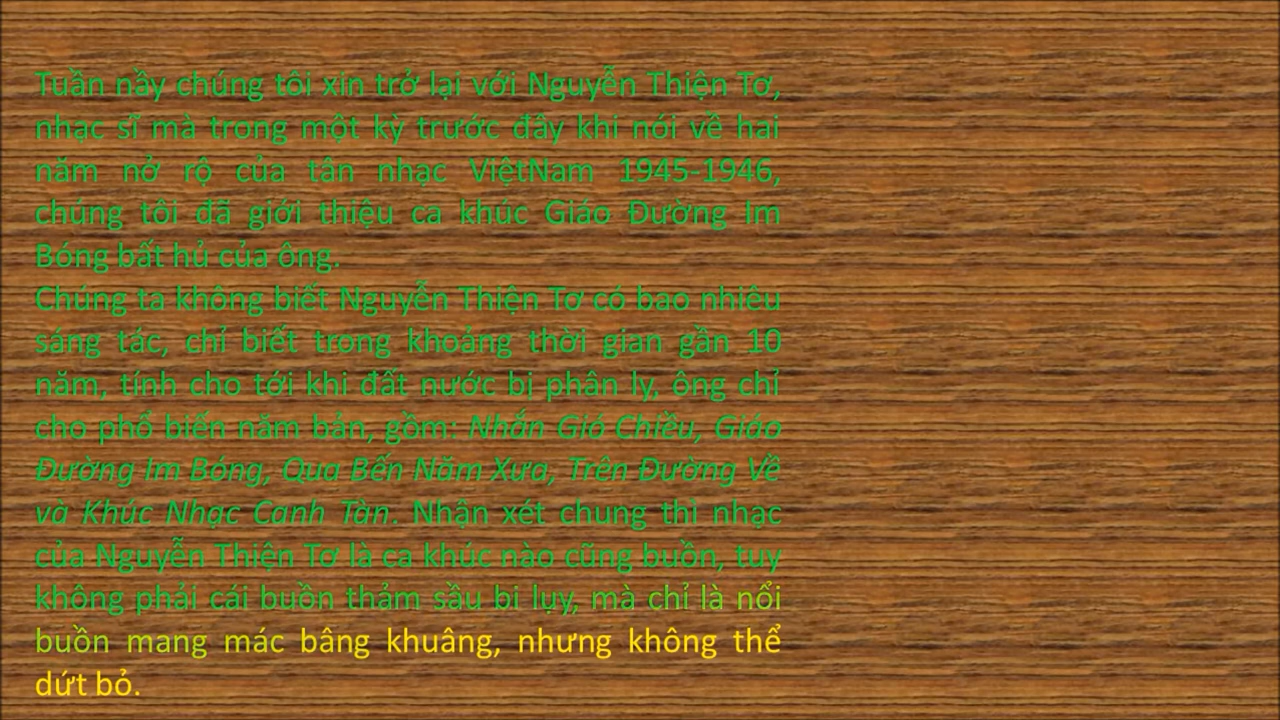 Tuần nầy chúng tôi xin trở lại với Nguyễn Thiện Tơ,
nhạc sĩ mà trong một kỳ trước đây khi nói về hai
năm nở rộ của tân nhạc ViệtNam 1945-1946,
chúng tôi đã giới thiệu ca khúc Giáo Đường Im
Bóng bất hủ của ông.
Chúng ta không biết Nguyễn Thiện Tơ có bao nhiêu
sáng tác, chỉ biết trong khoảng thời gian gần 10
năm, tính cho tới khi đất nước bị phân ly, ông chỉ
cho phổ biến năm bản, gồm: Nhắn Gió Chiều, Giáo
Đường Im Bóng, Qua Bến Năm Xưa, Trên Đường Về
và Khúc Nhạc Canh Tàn. Nhận xét chung thì nhạc
của Nguyễn Thiện Tơ là ca khúc nào cũng buồn, tuy
không phải cái buồn thảm sầu bi lụy, mà chỉ là nổi
buồn mang mác bâng khuâng, nhưng không thể
dứt bỏ.